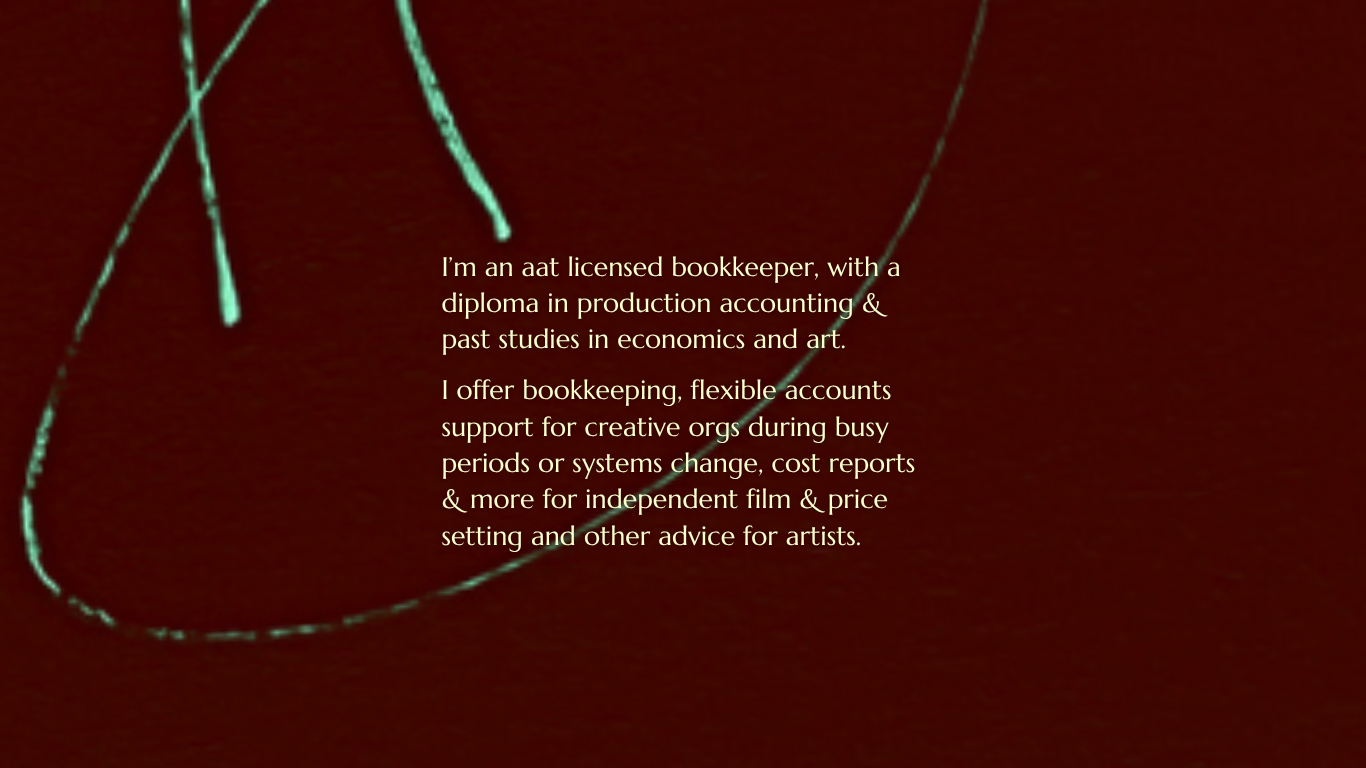 I'm an aat licensed bookkeeper, with a
diploma in production accounting &
past studies in economics and art.
I offer bookkeeping, flexible accounts
support for creative orgs during busy
periods or systems change, cost reports
& more for independent film & price
setting and other advice for artists.